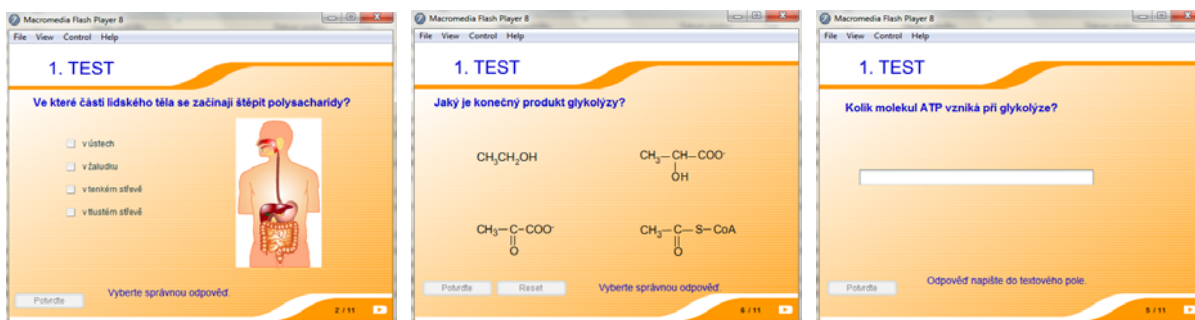 Macromedia Flash Player 8
File View Control Help
1. TEST
Ve které části lidského těla se začínají štěpit polysacharidy?
v ústech
v žaludku
v tenkém střevě
v tlustém střevě
Potvrďte
Vyberte správnou odpověď.
2 / 11
Macromedia Flash Player 8
File View Control Help
1. TEST
Jaký je konečný produkt glykolýzy?
CH3CH2OH
CH3—CH—COO-
OH
CH3—C—COO-
O
CH3—C—S—CoA
O
Potvrďte Reset
Vyberte správnou odpověď.
6 / 11
Macromedia Flash Player 8
File View Control Help
1. TEST
Kolik molekul ATP vzniká při glykolýze?
Odpověď napište do textového pole.
Potvrďte
5 / 11